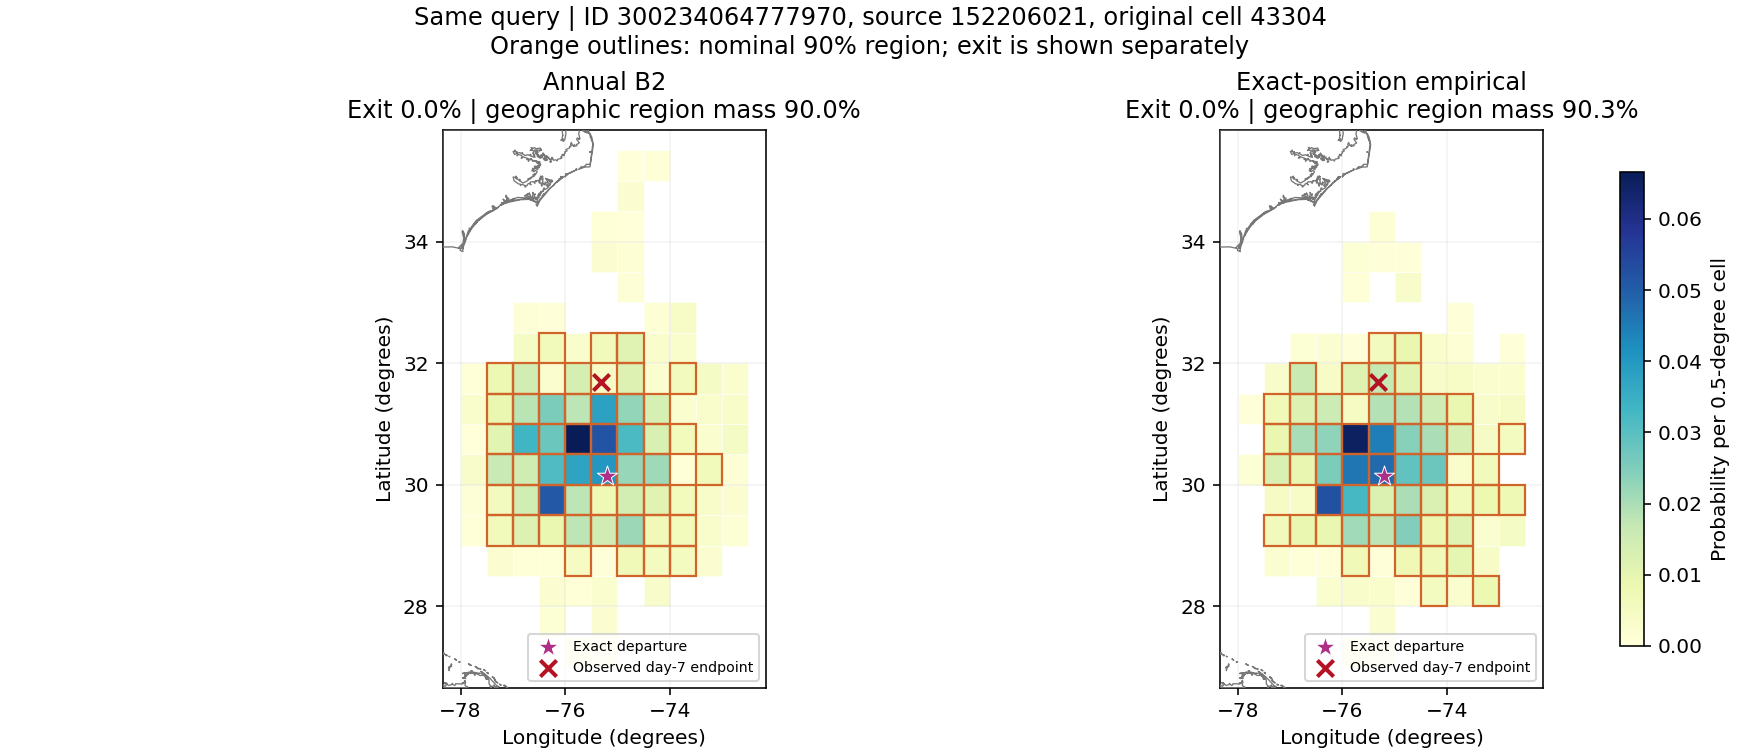 Same query | ID 300234064777970, source 152206021, original cell 43304
Orange outlines: nominal 90% region; exit is shown separately
Annual B2
Exit 0.0% | geographic region mass 90.0%
34
32
30
28
Latitude (degrees)
−78
−76
−74
Longitude (degrees)
Exact departure
Observed day-7 endpoint
Exact-position empirical
Exit 0.0% | geographic region mass 90.3%
34
32
30
28
Latitude (degrees)
−78
−76
−74
Longitude (degrees)
Exact departure
Observed day-7 endpoint
0.06
0.05
0.04
0.03
0.02
0.01
0.00
Probability per 0.5-degree cell